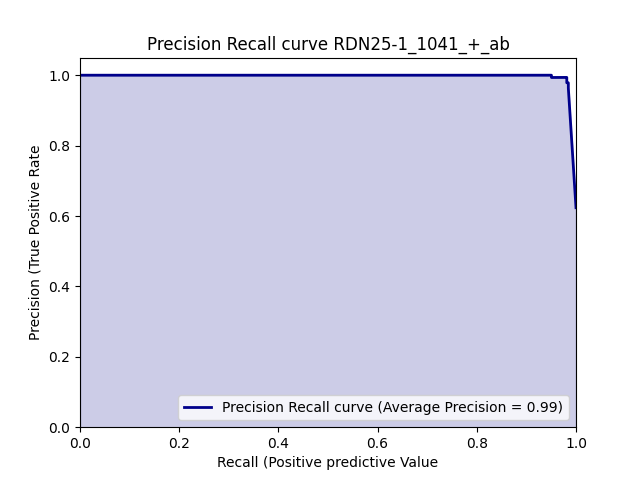 Precision Recall curve RDN25-1_1041_+_ab
Precision (True Positive Rate
1.0
0.8
0.6
0.4
0.2
0.0
Precision Recall curve (Average Precision = 0.99)
0.0 0.2 0.4 0.6 0.8 1.0
Recall (Positive predictive Value